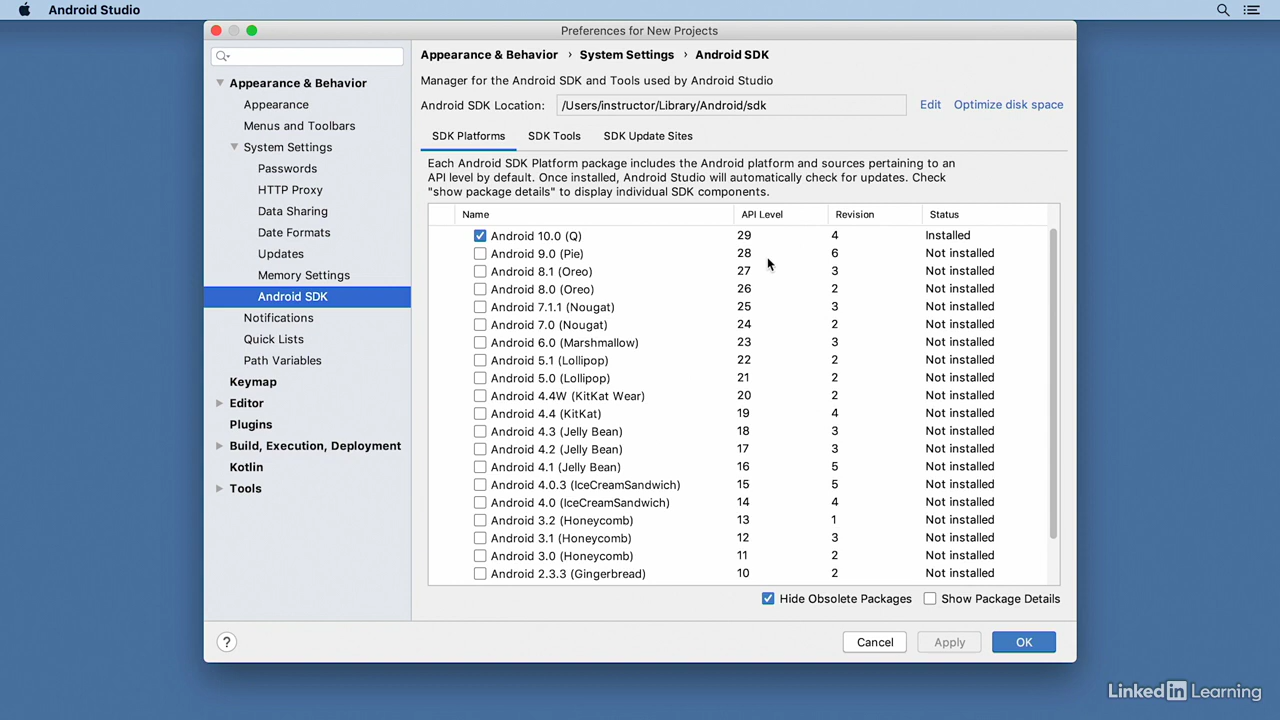 Android Studio
Preferences for New Projects
Appearance & Behavior
Appearance
Menus and Toolbars
System Settings
Passwords
HTTP Proxy
Data Sharing
Date Formats
Updates
Memory Settings
Android SDK
Notifications
Quick Lists
Path Variables
Keymap
Editor
Plugins
Build, Execution, Deployment
Kotlin
Tools
Appearance & Behavior › System Settings › Android SDK
Manager for the Android SDK and Tools used by Android Studio
Android SDK Location: /Users/instructor/Library/Android/sdk Edit Optimize disk space
SDK Platforms SDK Tools SDK Update Sites
Each Android SDK Platform package includes the Android platform and sources pertaining to an
API level by default. Once installed, Android Studio will automatically check for updates. Check
"show package details" to display individual SDK components.
Name API Level Revision Status
Android 10.0 (Q) 29 4 Installed
Android 9.0 (Pie) 28 6 Not installed
Android 8.1 (Oreo) 27 3 Not installed
Android 8.0 (Oreo) 26 2 Not installed
Android 7.1.1 (Nougat) 25 3 Not installed
Android 7.0 (Nougat) 24 2 Not installed
Android 6.0 (Marshmallow) 23 3 Not installed
Android 5.1 (Lollipop) 22 2 Not installed
Android 5.0 (Lollipop) 21 2 Not installed
Android 4.4W (KitKat Wear) 20 2 Not installed
Android 4.4 (KitKat) 19 4 Not installed
Android 4.3 (Jelly Bean) 18 3 Not installed
Android 4.2 (Jelly Bean) 17 3 Not installed
Android 4.1 (Jelly Bean) 16 5 Not installed
Android 4.0.3 (IceCreamSandwich) 15 5 Not installed
Android 4.0 (IceCreamSandwich) 14 4 Not installed
Android 3.2 (Honeycomb) 13 1 Not installed
Android 3.1 (Honeycomb) 12 3 Not installed
Android 3.0 (Honeycomb) 11 2 Not installed
Android 2.3.3 (Gingerbread) 10 2 Not installed
Hide Obsolete Packages Show Package Details
? Cancel Apply OK
LinkedIn Learning